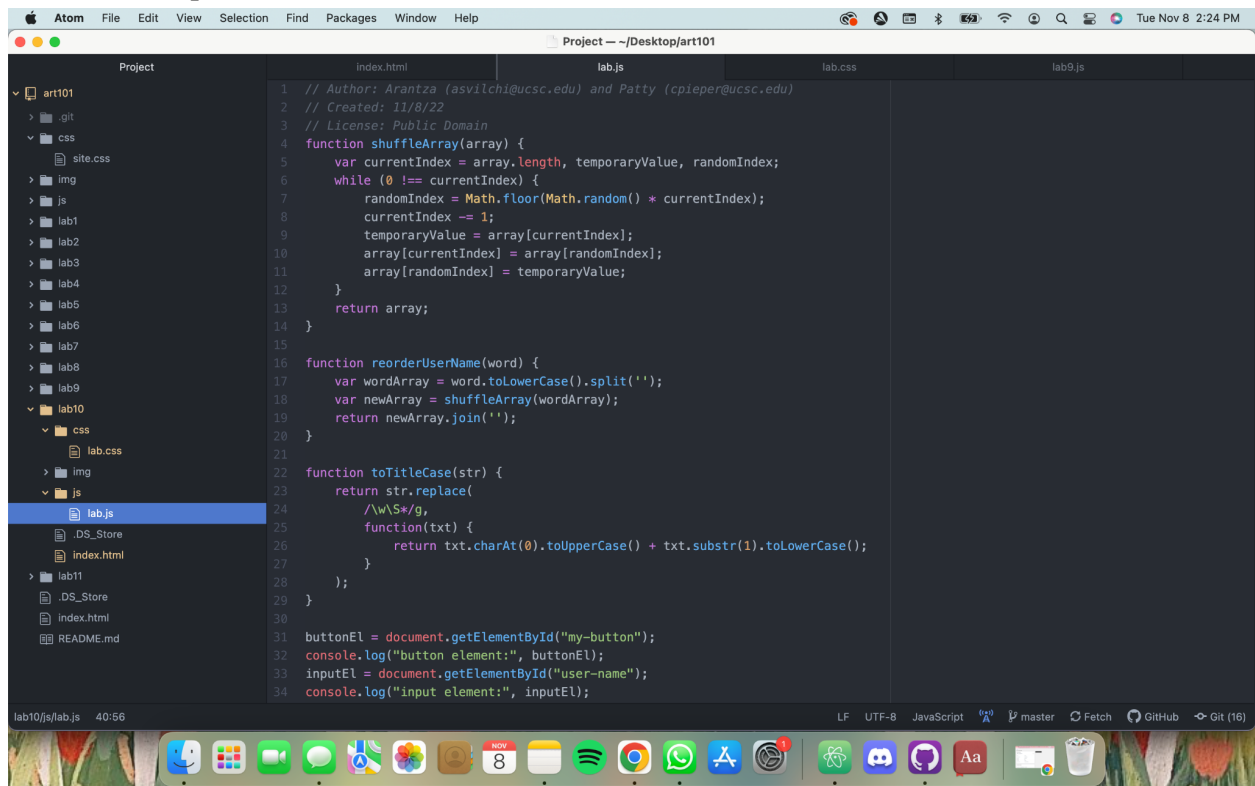 Atom File Edit View Selection Find Packages Window Help Tue Nov 8 2:24 PM
Project — ~/Desktop/art101
Project index.html lab.js lab.css lab9.js
art101
.git
css
site.css
img
js
lab1
lab2
lab3
lab4
lab5
lab6
lab7
lab8
lab9
lab10
css
lab.css
img
js
lab.js
.DS_Store
index.html
lab11
.DS_Store
index.html
README.md
1 // Author: Arantza (asvilchi@ucsc.edu) and Patty (cpieper@ucsc.edu)
2 // Created: 11/8/22
3 // License: Public Domain
4 function shuffleArray(array) {
5 var currentIndex = array.length, temporaryValue, randomIndex;
6 while (0 !== currentIndex) {
7 randomIndex = Math.floor(Math.random() * currentIndex);
8 currentIndex -= 1;
9 temporaryValue = array[currentIndex];
10 array[currentIndex] = array[randomIndex];
11 array[randomIndex] = temporaryValue;
12 }
13 return array;
14 }
15
16 function reorderUserName(word) {
17 var wordArray = word.toLowerCase().split('');
18 var newArray = shuffleArray(wordArray);
19 return newArray.join('');
20 }
21
22 function toTitleCase(str) {
23 return str.replace(
24 /\w\S*/g,
25 function(txt) {
26 return txt.charAt(0).toUpperCase() + txt.substr(1).toLowerCase();
27 }
28 );
29 }
30
31 buttonEl = document.getElementById("my-button");
32 console.log("button element:", buttonEl);
33 inputEl = document.getElementById("user-name");
34 console.log("input element:", inputEl);
lab10/js/lab.js 40:56 LF UTF-8 JavaScript master Fetch GitHub Git (16)
NOV
8
1
Aa